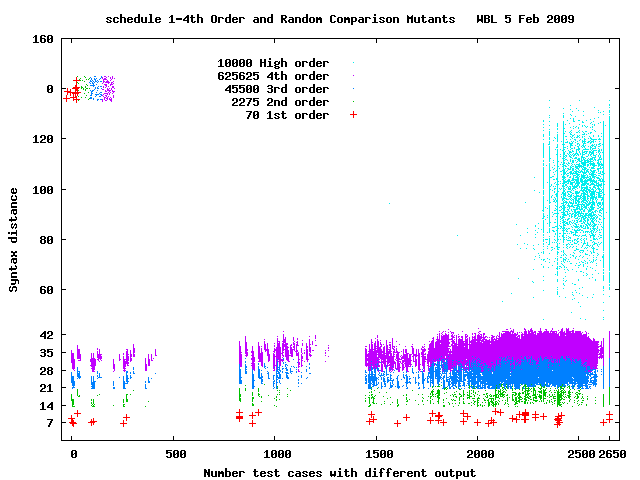 schedule 1-4th Order and Random Comparison Mutants WBL 5 Feb 2009
160
10000 High order
0
625625 4th order
45500 3rd order
2275 2nd order
70 1st order
120
100
80
60
42
35
28
21
14
7
Syntax distance
0 500 1000 1500 2000 2500 2650
Number test cases with different output